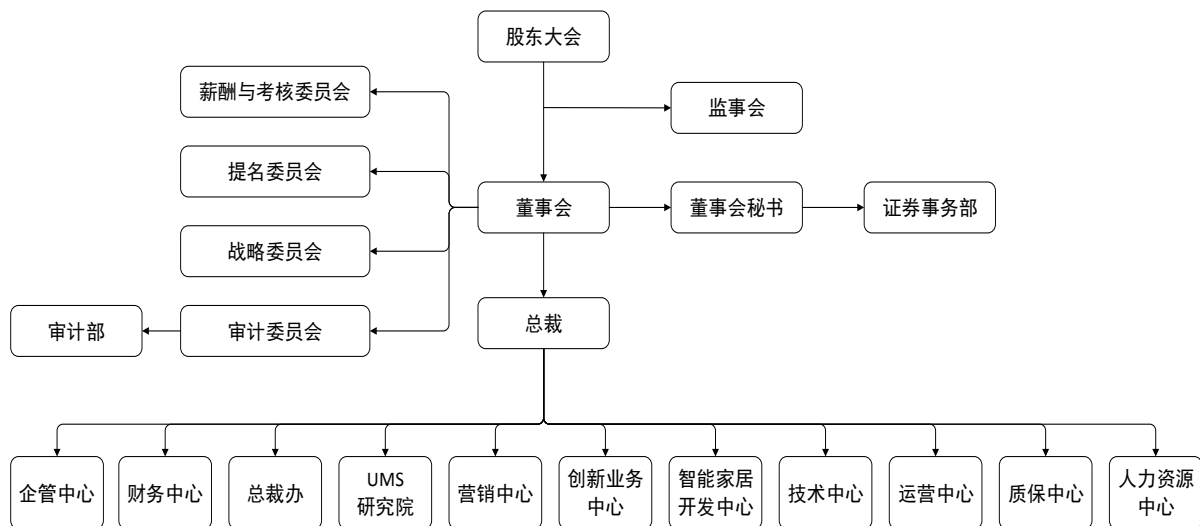 股东大会
薪酬与考核委员会
监事会
提名委员会
董事会
董事会秘书
证券事务部
战略委员会
总裁
审计部
审计委员会
企管中心
财务中心
总裁办
UMS
研究院
营销中心
创新业务
中心
智能家居
开发中心
技术中心
运营中心
质保中心
人力资源
中心